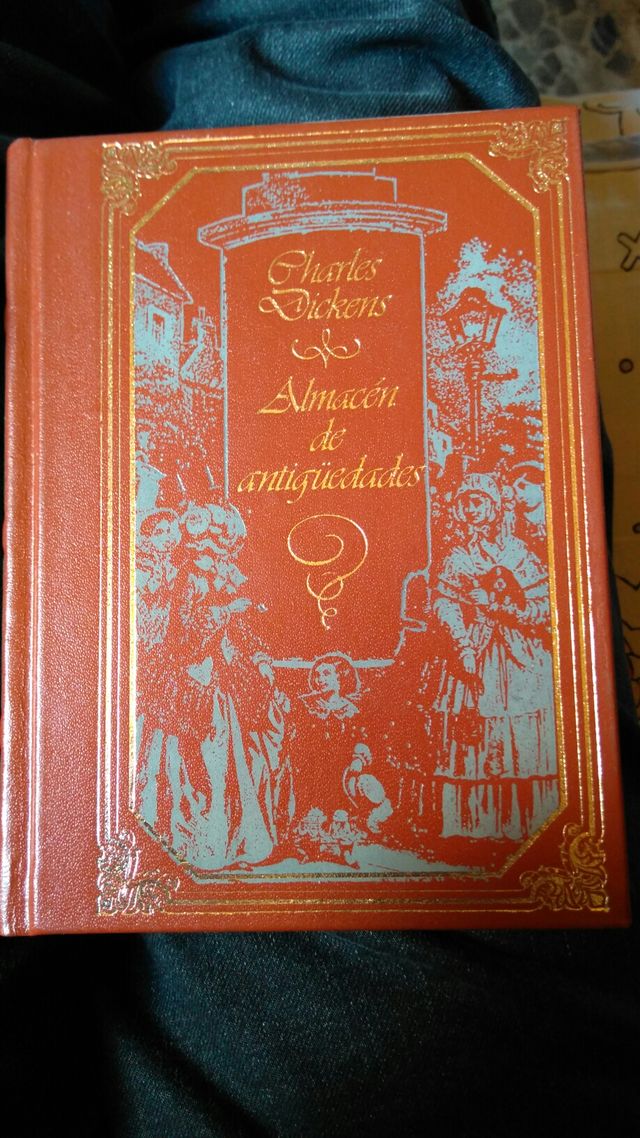 Charles
Dickens
Almacén
de
antigüedades